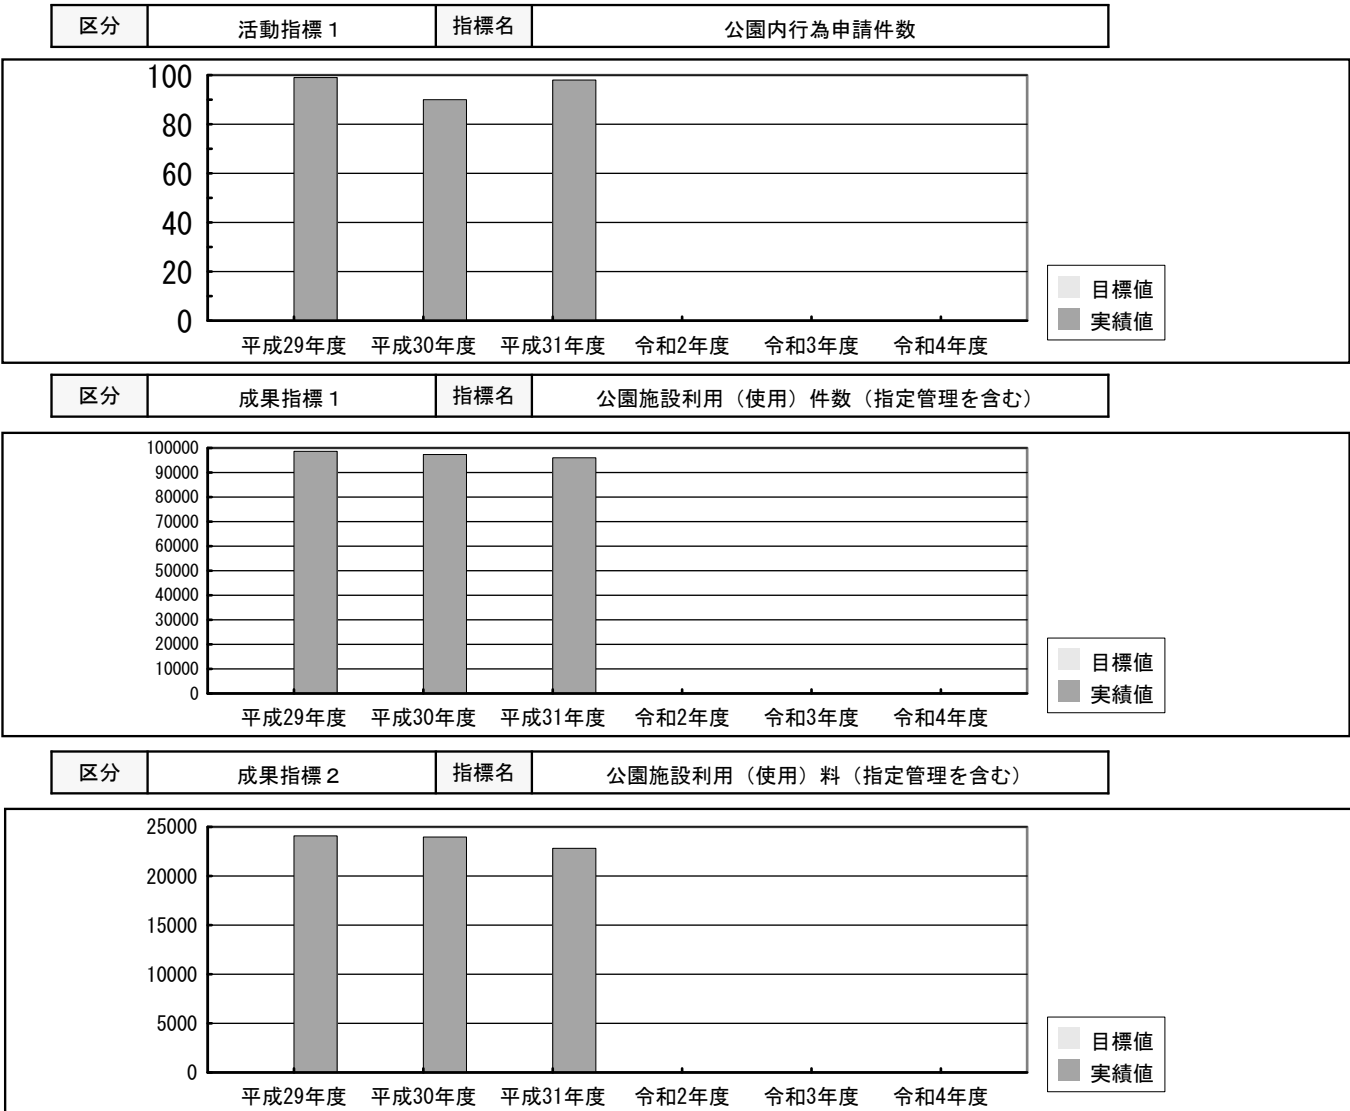 区分 活動指標１ 指標名 公園内行為申請件数
100
80
60
40
20
0
平成29年度 平成30年度 平成31年度 令和2年度 令和3年度 令和4年度
目標値
実績値
区分 成果指標１ 指標名 公園施設利用（使用）件数（指定管理を含む）
100000
90000
80000
70000
60000
50000
40000
30000
20000
10000
0
平成29年度 平成30年度 平成31年度 令和2年度 令和3年度 令和4年度
目標値
実績値
区分 成果指標２ 指標名 公園施設利用（使用）料（指定管理を含む）
25000
20000
15000
10000
5000
0
平成29年度 平成30年度 平成31年度 令和2年度 令和3年度 令和4年度
目標値
実績値